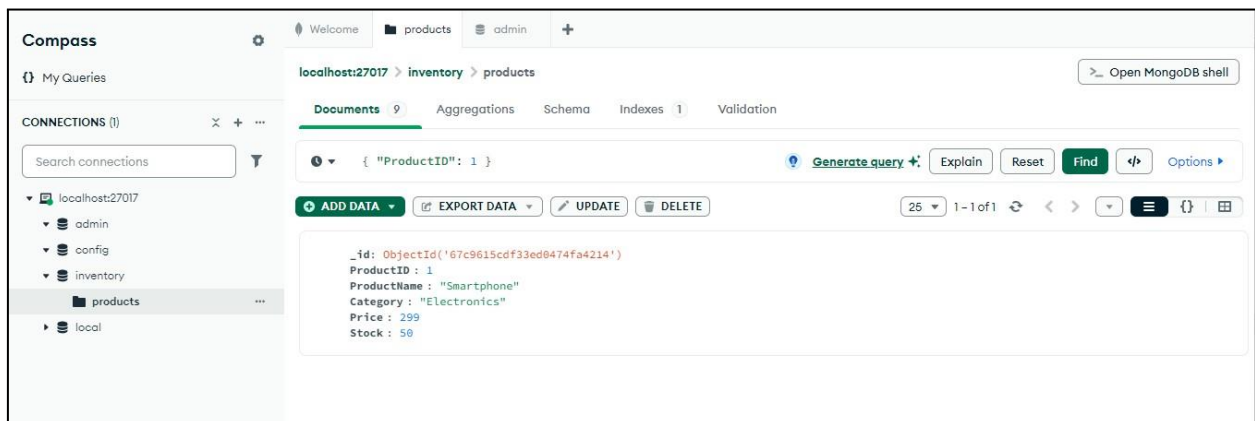 Compass
{} My Queries
CONNECTIONS (1)
Search connections
localhost:27017
admin
config
inventory
products
local
Welcome products admin
localhost:27017 > inventory > products
>_ Open MongoDB shell
Documents 9 Aggregations Schema Indexes 1 Validation
{ "ProductID": 1 }
Generate query Explain Reset Find </> Options
ADD DATA EXPORT DATA UPDATE DELETE
25 1–1 of 1 {}
_id: ObjectId('67c9615cdf33ed0474fa4214')
ProductID : 1
ProductName : "Smartphone"
Category : "Electronics"
Price : 299
Stock : 50